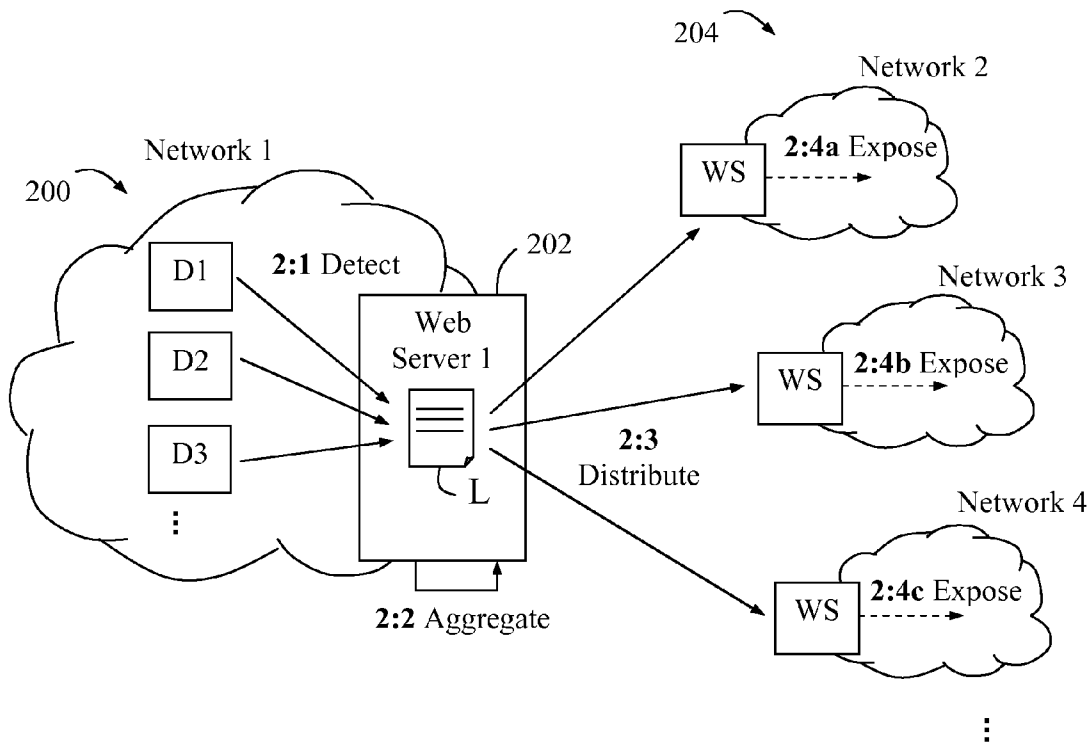 204
Network 2
2:4a Expose
WS
Network 1
200
D1
2:1 Detect
202
D2
Web
Server 1
D3
L
2:2 Aggregate
2:3
Distribute
Network 3
2:4b Expose
WS
Network 4
2:4c Expose
WS